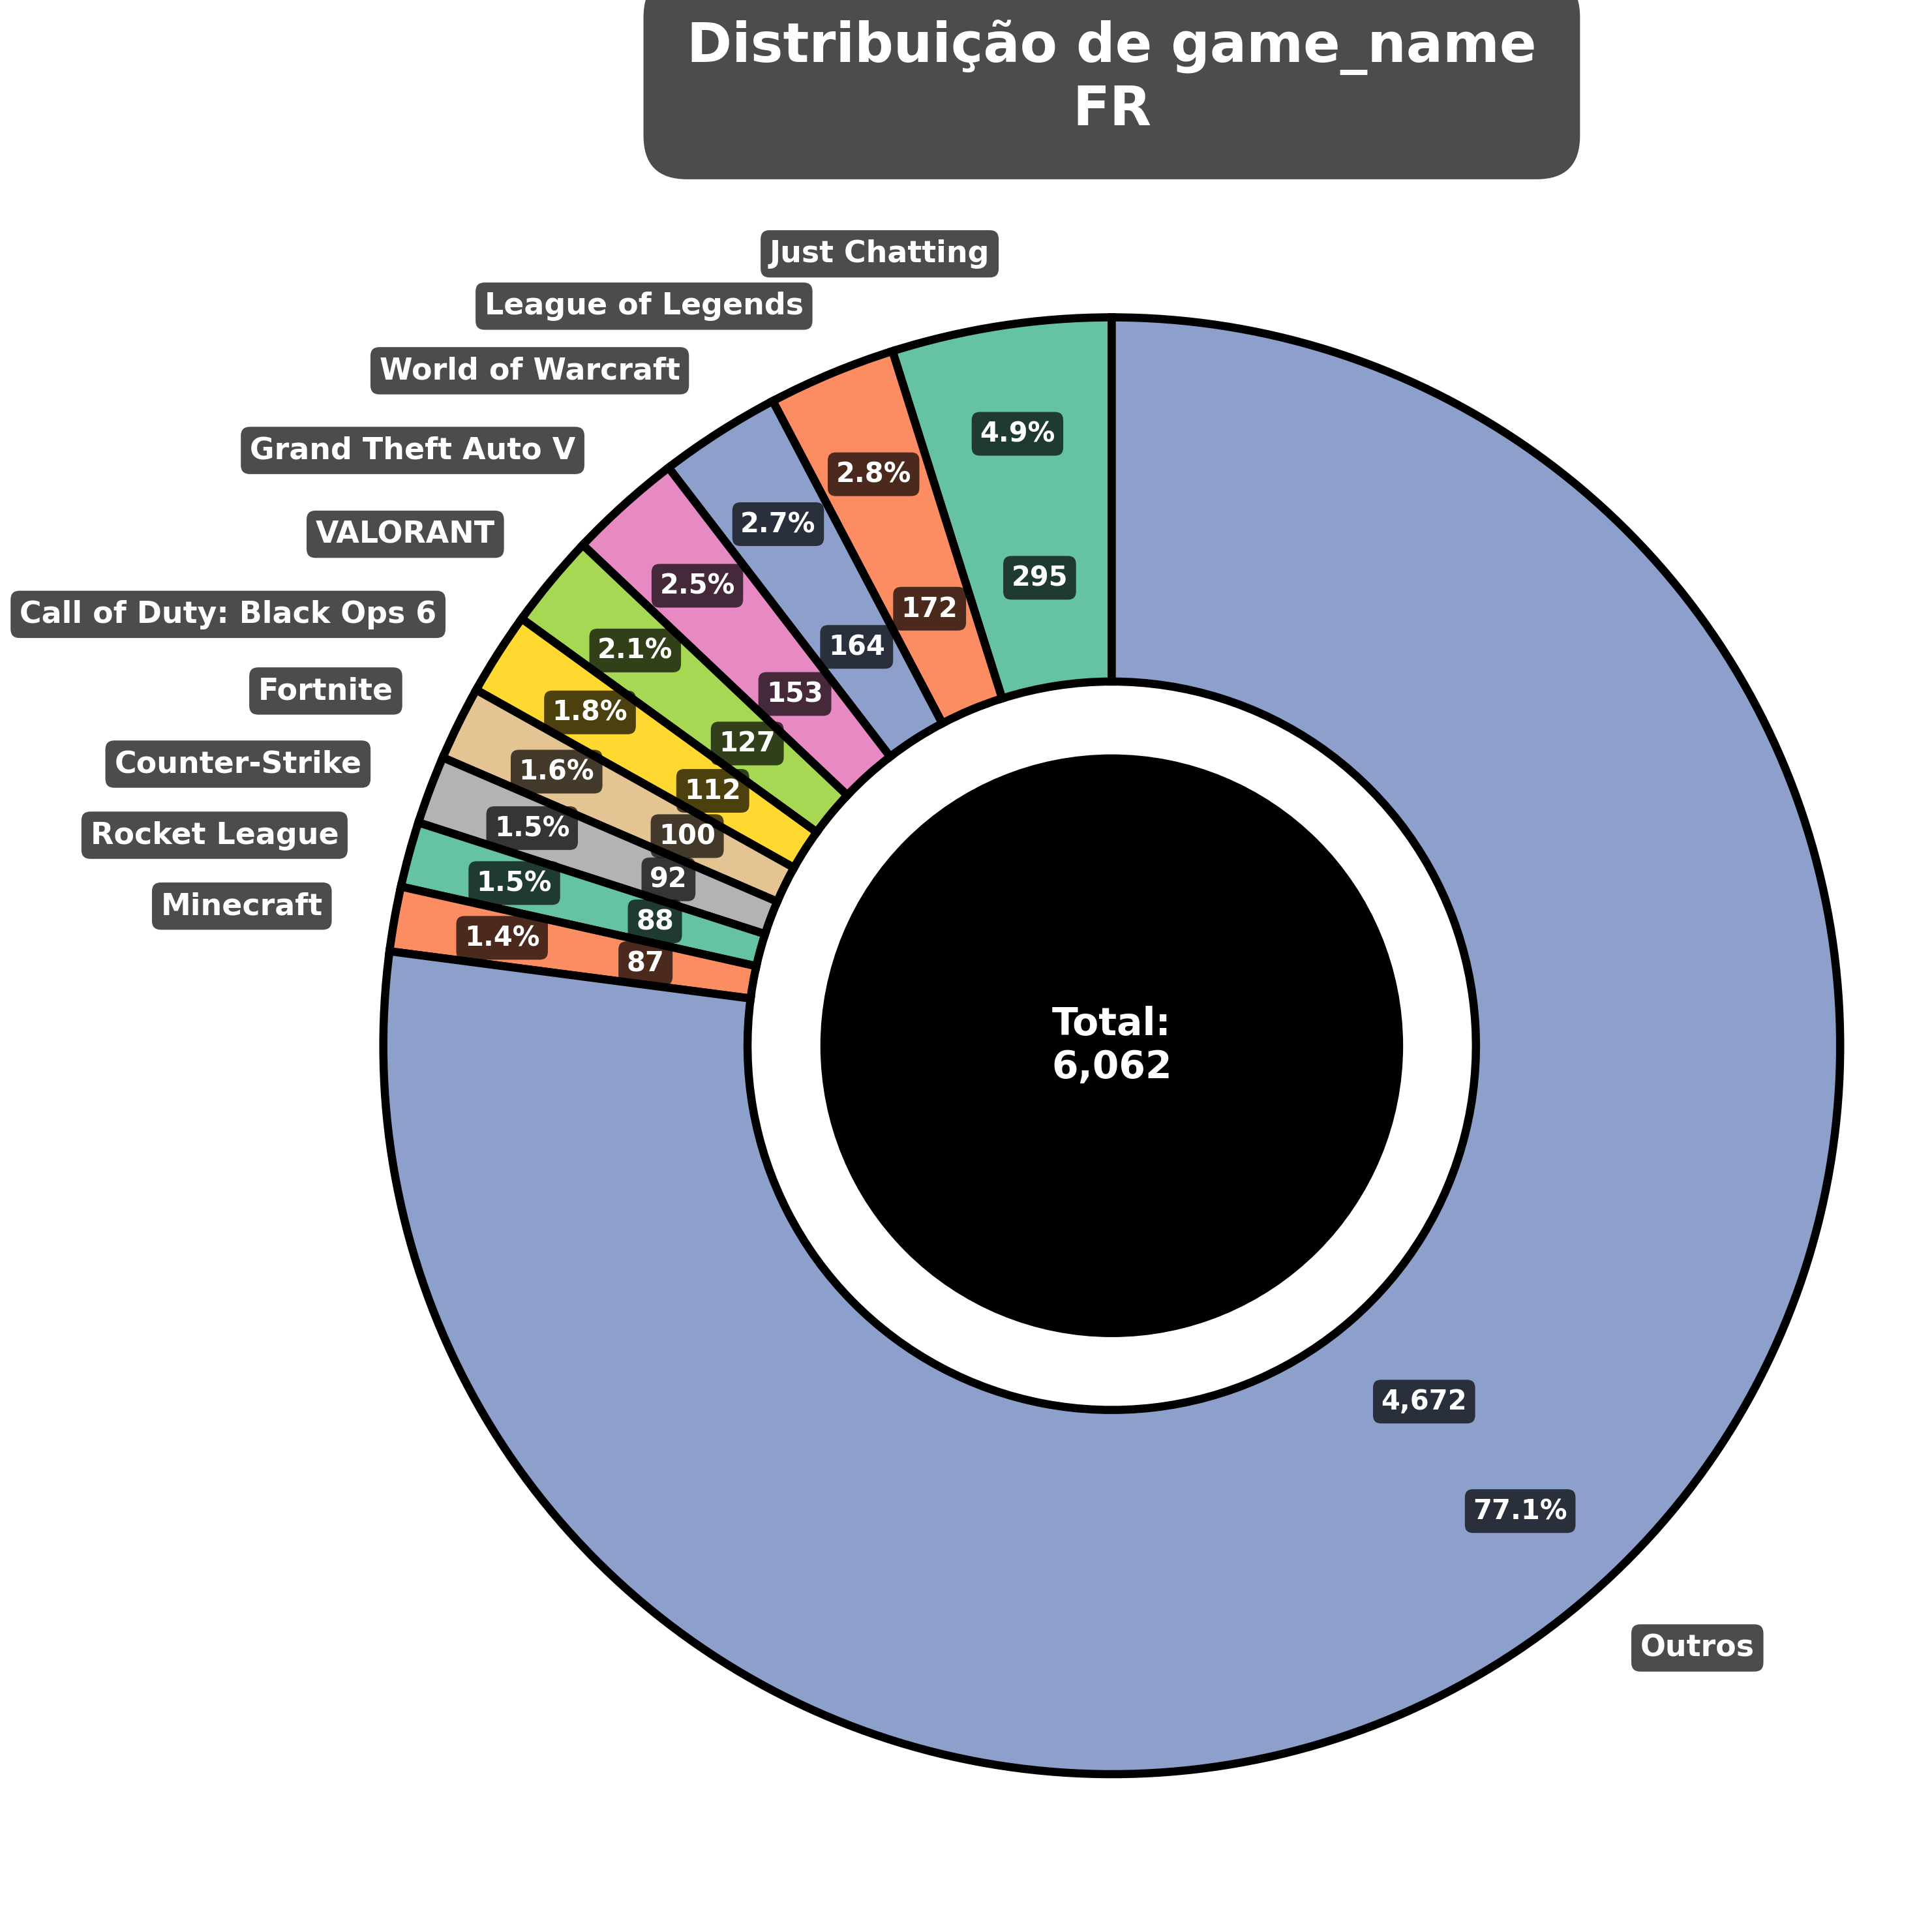 Distribuição de game_name
FR
Just Chatting
League of Legends
World of Warcraft
Grand Theft Auto V
VALORANT
Call of Duty: Black Ops 6
Fortnite
Counter-Strike
Rocket League
Minecraft
4.9%
295
2.8%
172
2.7%
164
2.5%
153
2.1%
127
1.8%
112
1.6%
100
1.5%
92
1.5%
88
1.4%
87
Total:
6,062
4,672
77.1%
Outros